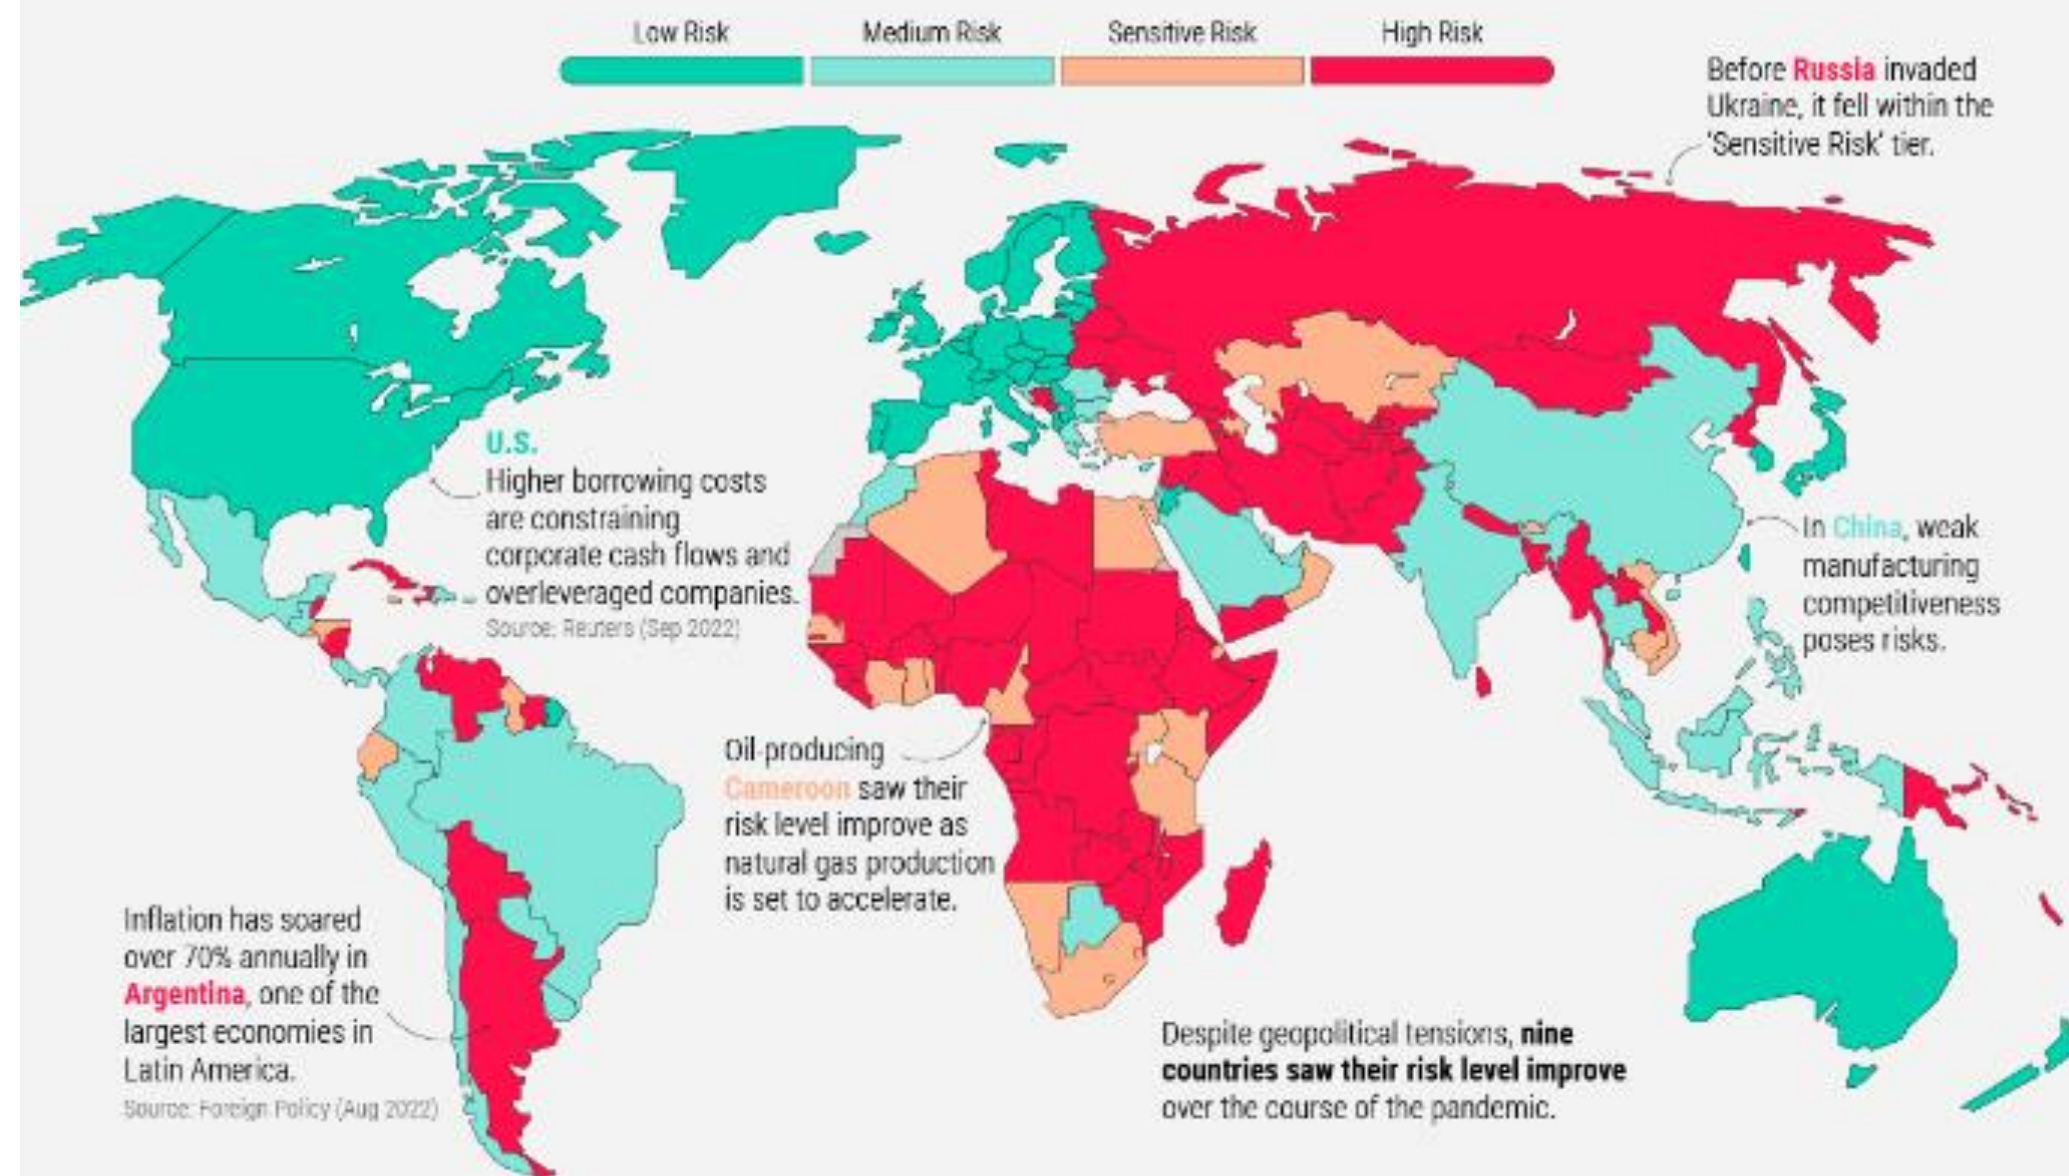 Low Risk
Medium Risk
Sensitive Risk
High Risk
Before Russia invaded
Ukraine, it fell within the
'Sensitive Risk' tier.
U.S.
Higher borrowing costs
are constraining
corporate cash flows and
overleveraged companies.
Source: Reuters (Sep 2022)
In China, weak
manufacturing
competitiveness
poses risks.
Oil-producing
Cameroon saw their
risk level improve as
natural gas production
is set to accelerate.
Inflation has soared
over 70% annually in
Argentina, one of the
largest economies in
Latin America.
Source: Foreign Policy (Aug 2022)
Despite geopolitical tensions, nine
countries saw their risk level improve
over the course of the pandemic.